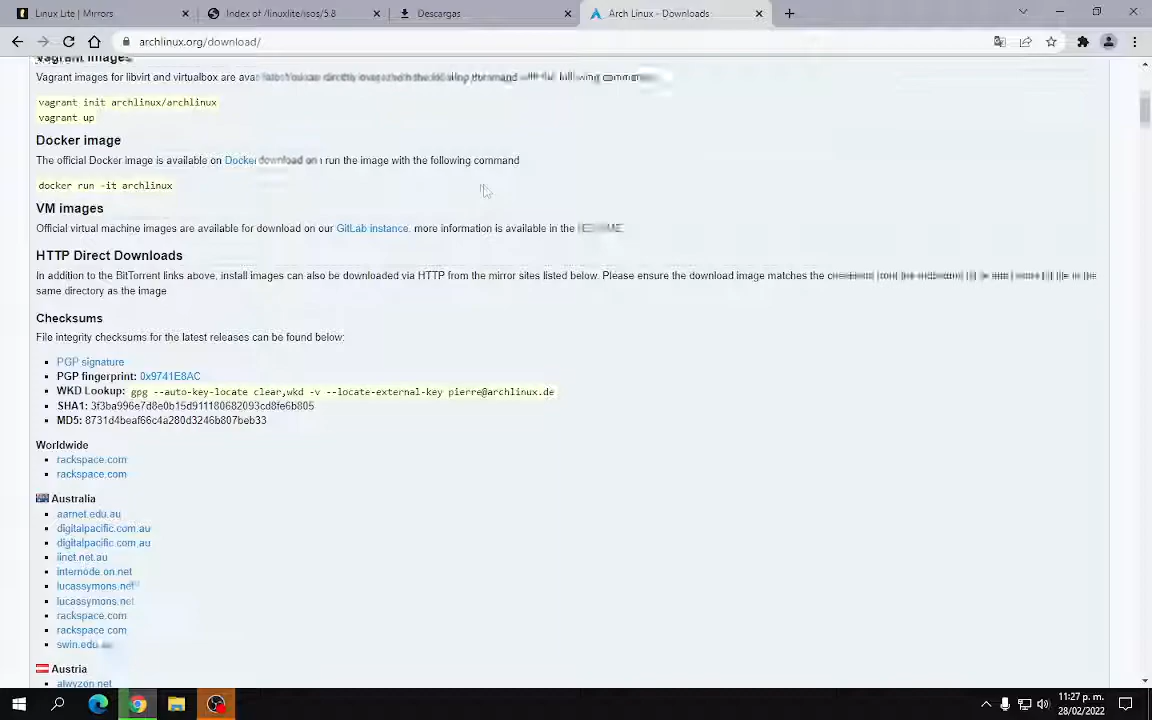 Linux Lite | Mirrors
Index of /linuxlite/isos/5.8
Descargas
Arch Linux - Downloads
archlinux.org/download/
Vagrant images
Vagrant images for libvirt and virtualbox are
vagrant init archlinux/archlinux
vagrant up
Docker image
The official Docker image is available on Docker run the image with the following command
docker run -it archlinux
VM images
Official virtual machine images are available for download on our GitLab instance, more information is available in the
HTTP Direct Downloads
In addition to the BitTorrent links above, install images can also be downloaded via HTTP from the mirror sites listed below. Please ensure the download image matches the
same directory as the image
Checksums
File integrity checksums for the latest releases can be found below:
PGP signature
PGP fingerprint: 0x9741E8AC
WKD Lookup: gpg --auto-key-locate clear,wkd -v --locate-external-key pierre@archlinux.de
SHA1: 3f3ba996e7d8e0b15d911180682093cd8fe6b805
MD5: 8731d4beaf66c4a280d3246b807beb33
Worldwide
rackspace.com
rackspace.com
Australia
aarnet.edu.au
digitalpacific.com.au
digitalpacific.com.au
iinet.net.au
internode.on.net
lucassymons.net
lucassymons.net
rackspace.com
rackspace.com
swin.edu
Austria
alwyzon.net
11:27 p. m.
28/02/2022